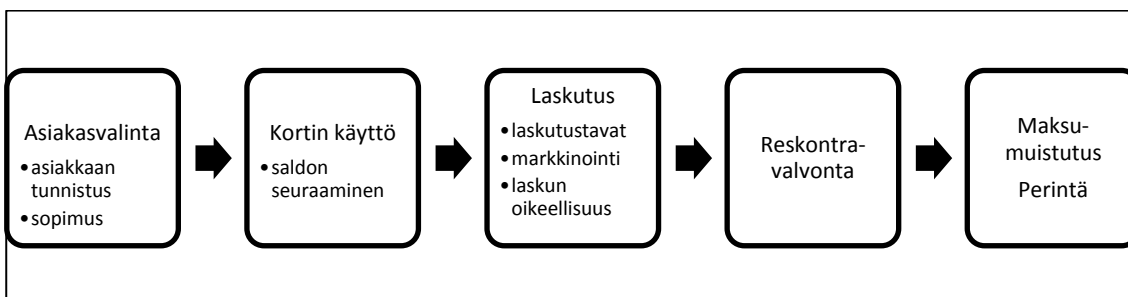 Asiakasvalinta
•asiakkaan
tunnistus
•sopimus
Kortin käyttö
•saldon
seuraaminen
Laskutus
•laskutustavat
•markkinointi
•laskun
oikeellisuus
Reskontra-
valvonta
Maksu-
muistutus
Perintä